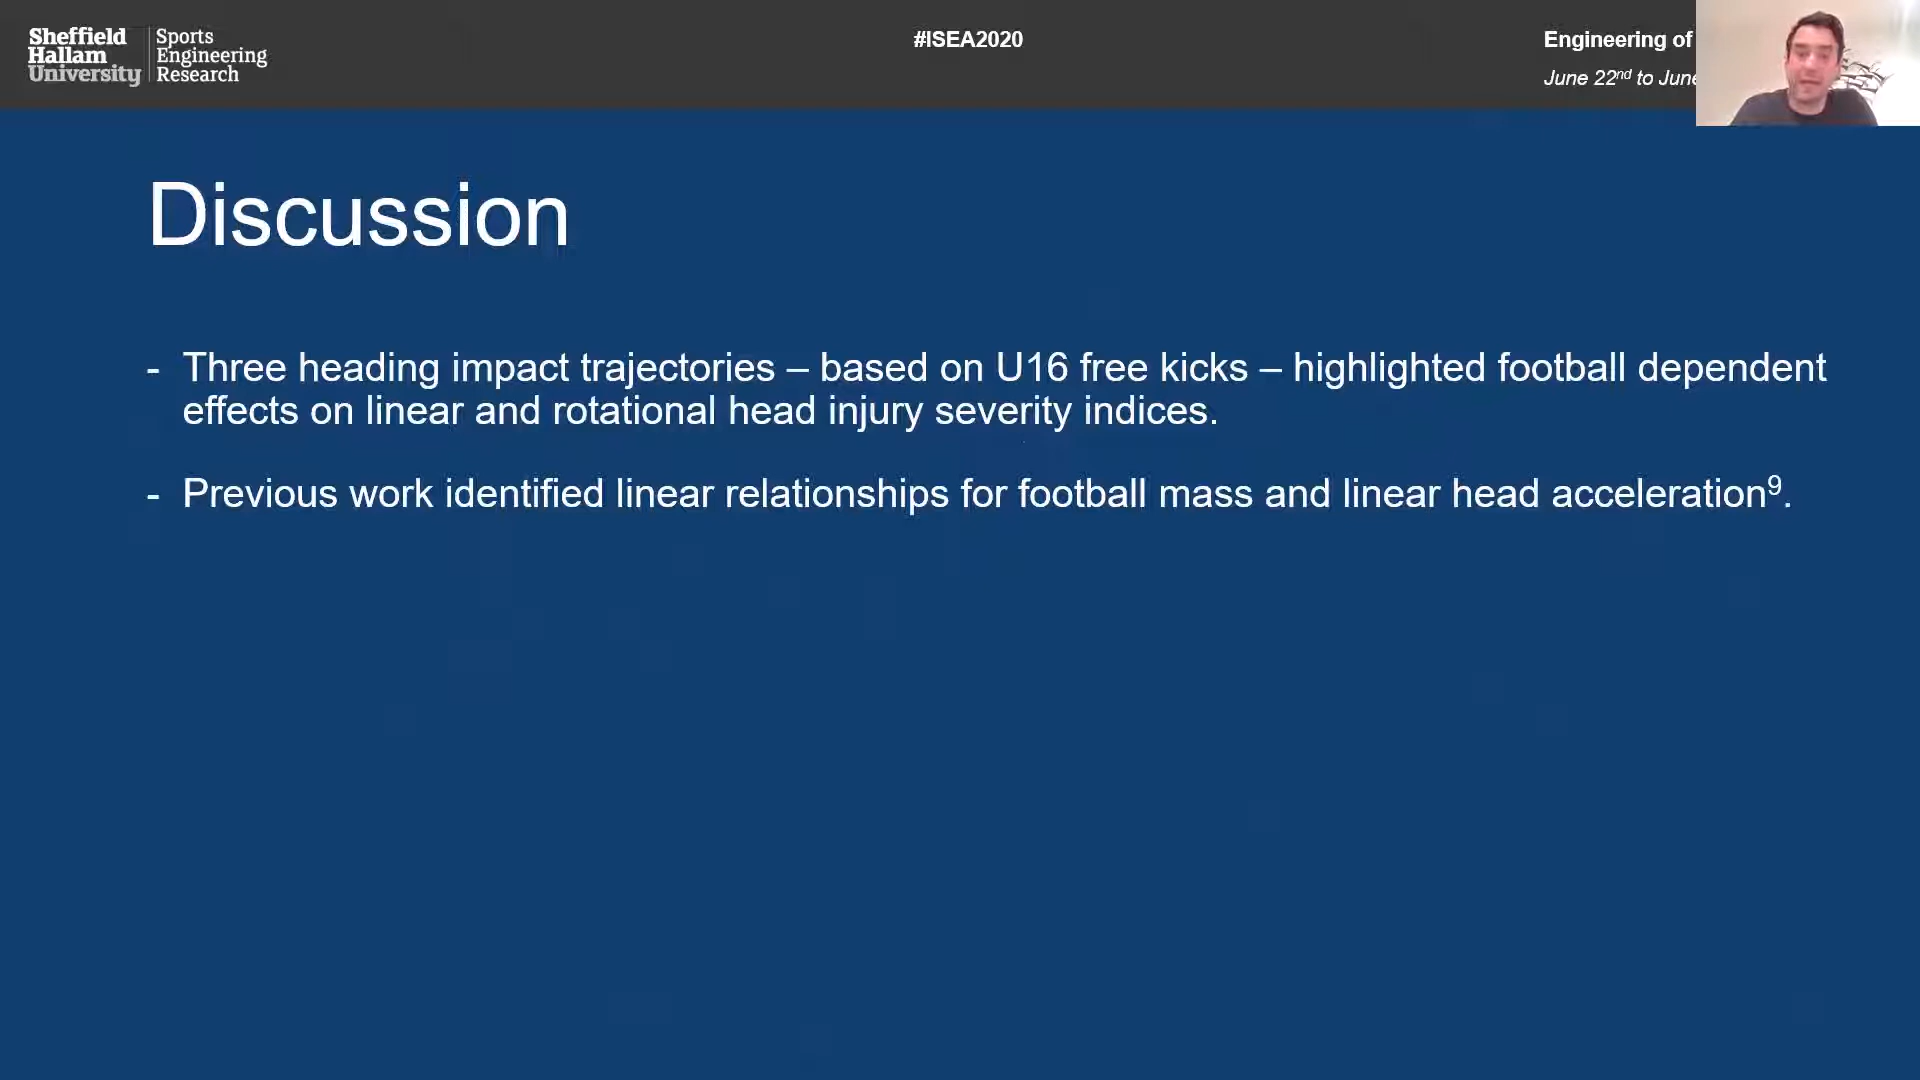 Sheffield
Hallam
University
Sports
Engineering
Research
#ISEA2020
Engineering of
June 22nd to June
Discussion
- Three heading impact trajectories – based on U16 free kicks – highlighted football dependent
effects on linear and rotational head injury severity indices.
- Previous work identified linear relationships for football mass and linear head acceleration9.